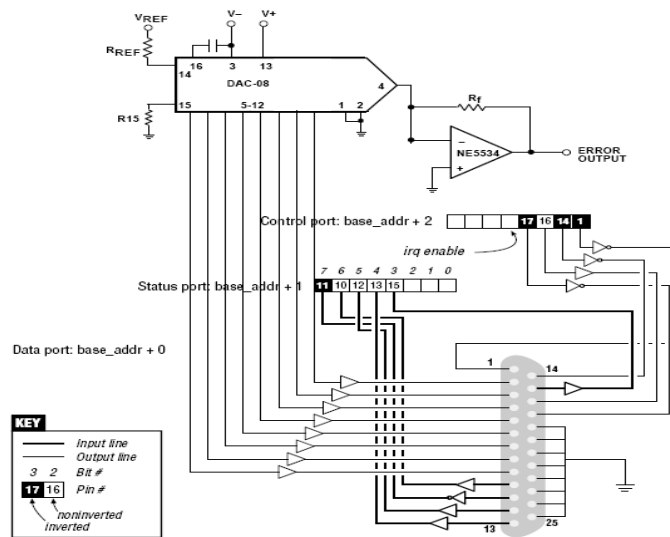 VREF
V–
V+
RREF
16
3
13
14
DAC-08
4
15
5-12
1
2
R15
Rf
–
NE5534
+
ERROR
OUTPUT
Control port: base_addr + 2
17 16 14 1
irq enable
7 6 5 4 3 2 1 0
Status port: base_addr + 1
11 10 12 13 15
Data port: base_addr + 0
1
14
KEY
Input line
Output line
3 2 Bit #
17 16 Pin #
noninverted
inverted
13
25